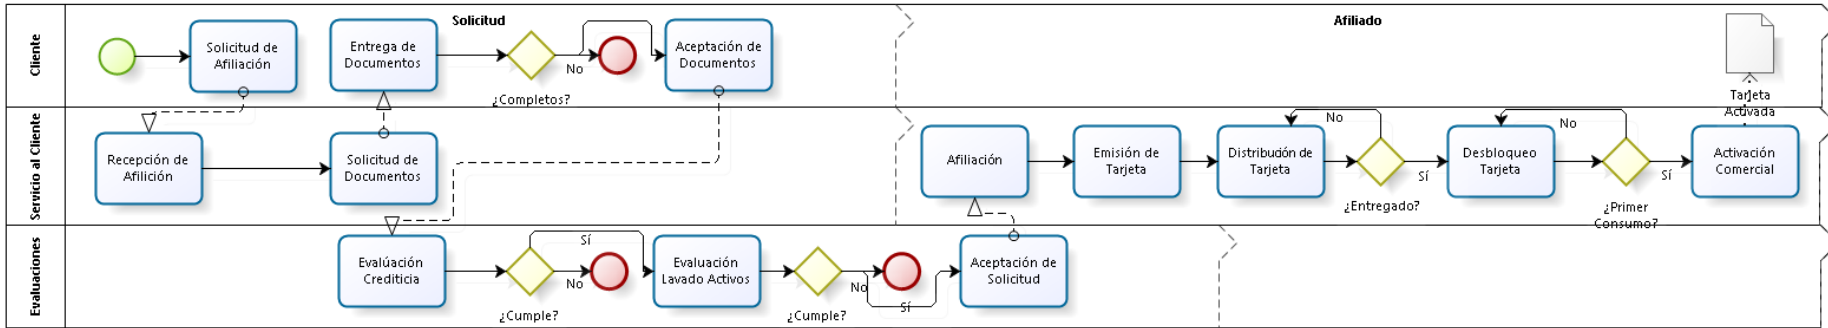 Solicitud
Afiliado
Cliente
Solicitud de
Afiliación
Entrega de
Documentos
¿Completos?
No
Aceptación de
Documentos
Tarjeta
Activada
Servicio al Cliente
Recepción de
Afilición
Solicitud de
Documentos
Afiliación
Emisión de
Tarjeta
Distribución de
Tarjeta
No
¿Entregado?
Sí
Desbloqueo
Tarjeta
No
¿Primer
Consumo?
Sí
Activación
Comercial
Evaluaciones
Evalúación
Crediticia
Sí
No
¿Cumple?
Evaluación
Lavado Activos
¿Cumple?
No
Sí
Aceptación de
Solicitud